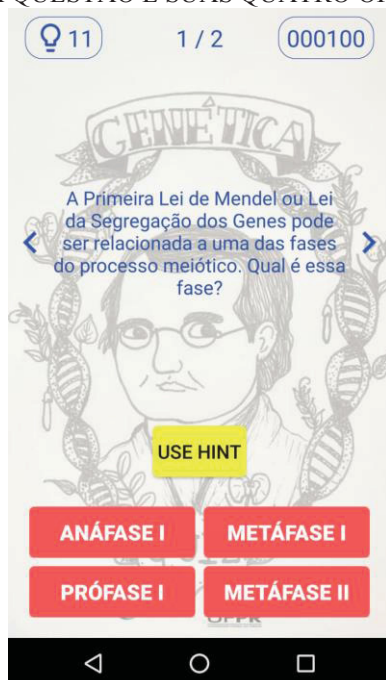 11
1 / 2
000100
GENÉTICA
A Primeira Lei de Mendel ou Lei
da Segregação dos Genes pode
ser relacionada a uma das fases
do processo meiótico. Qual é essa
fase?
USE HINT
ANÁFASE I
METÁFASE I
PRÓFASE I
METÁFASE II
UFPR